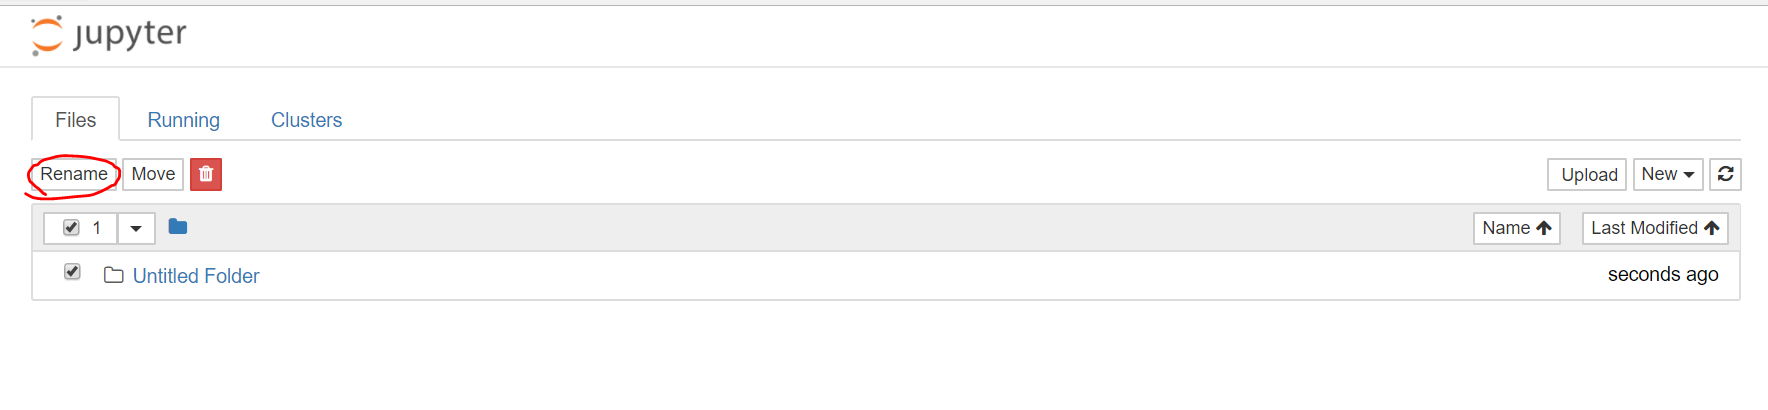 jupyter
Files Running Clusters
Rename Move Upload New
1 Name Last Modified
Untitled Folder seconds ago